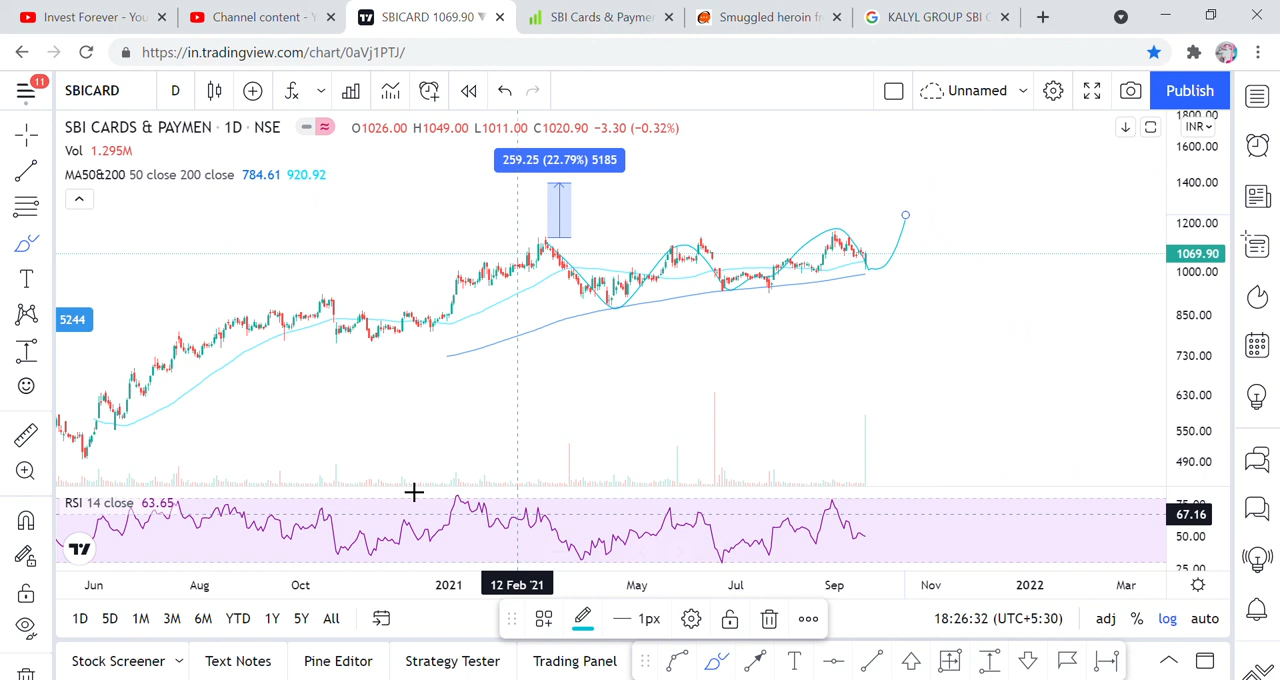 Invest Forever - You
Channel content - Y
SBICARD 1069.90 ▼
SBI Cards & Payme
Smuggled heroin f
KALYL GROUP SBI C
https://in.tradingview.com/chart/0aVj1PTJ/
11
SBICARD
D
Unnamed
Publish
SBI CARDS & PAYMEN · 1D · NSE
O1026.00 H1049.00 L1011.00 C1020.90 −3.30 (−0.32%)
Vol 1.295M
MA50&200 50 close 200 close 784.61 920.92
259.25 (22.79%) 5185
5244
1800.00
INR
1600.00
1400.00
1200.00
1069.90
1000.00
850.00
730.00
630.00
550.00
490.00
RSI 14 close 63.65
75.00
67.16
50.00
25.00
Jun
Aug
Oct
2021
12 Feb '21
May
Jul
Sep
Nov
2022
Mar
1D 5D 1M 3M 6M YTD 1Y 5Y All
1px
18:26:32 (UTC+5:30)
adj % log auto
Stock Screener
Text Notes
Pine Editor
Strategy Tester
Trading Panel